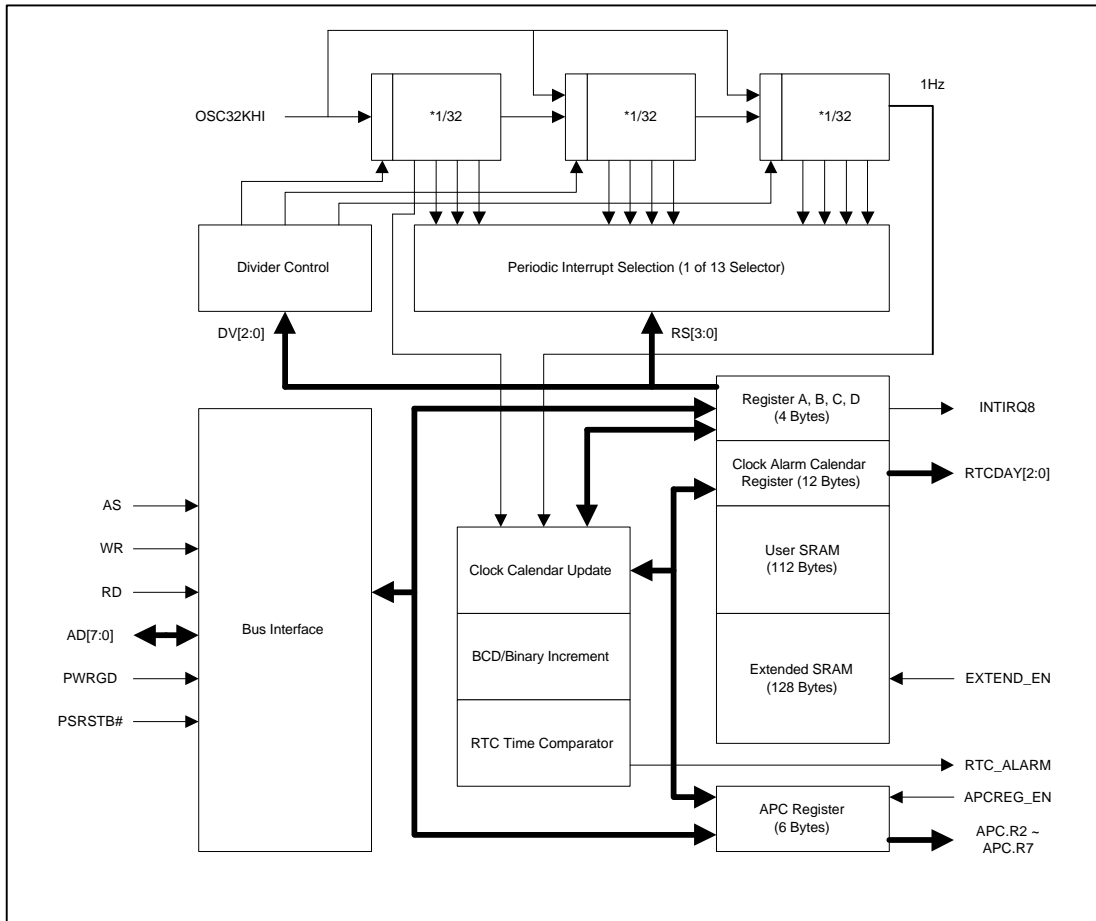 1Hz
OSC32KHI
*1/32
*1/32
*1/32
Divider Control
Periodic Interrupt Selection (1 of 13 Selector)
DV[2:0]
RS[3:0]
Register A, B, C, D
(4 Bytes)
INTIRQ8
Clock Alarm Calendar
Register (12 Bytes)
RTCDAY[2:0]
AS
WR
RD
AD[7:0]
PWRGD
PSRSTB#
Bus Interface
Clock Calendar Update
BCD/Binary Increment
RTC Time Comparator
User SRAM
(112 Bytes)
Extended SRAM
(128 Bytes)
EXTEND_EN
RTC_ALARM
APCREG_EN
APC Register
(6 Bytes)
APC.R2 ~
APC.R7